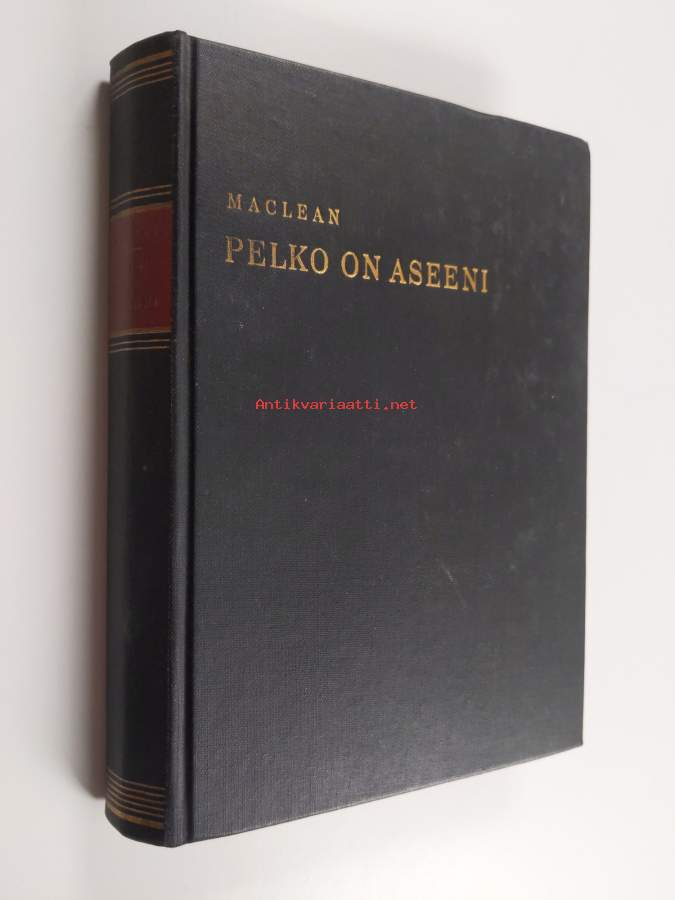 MACLEAN
PELKO ON ASEENI
Antikvariaatti.net